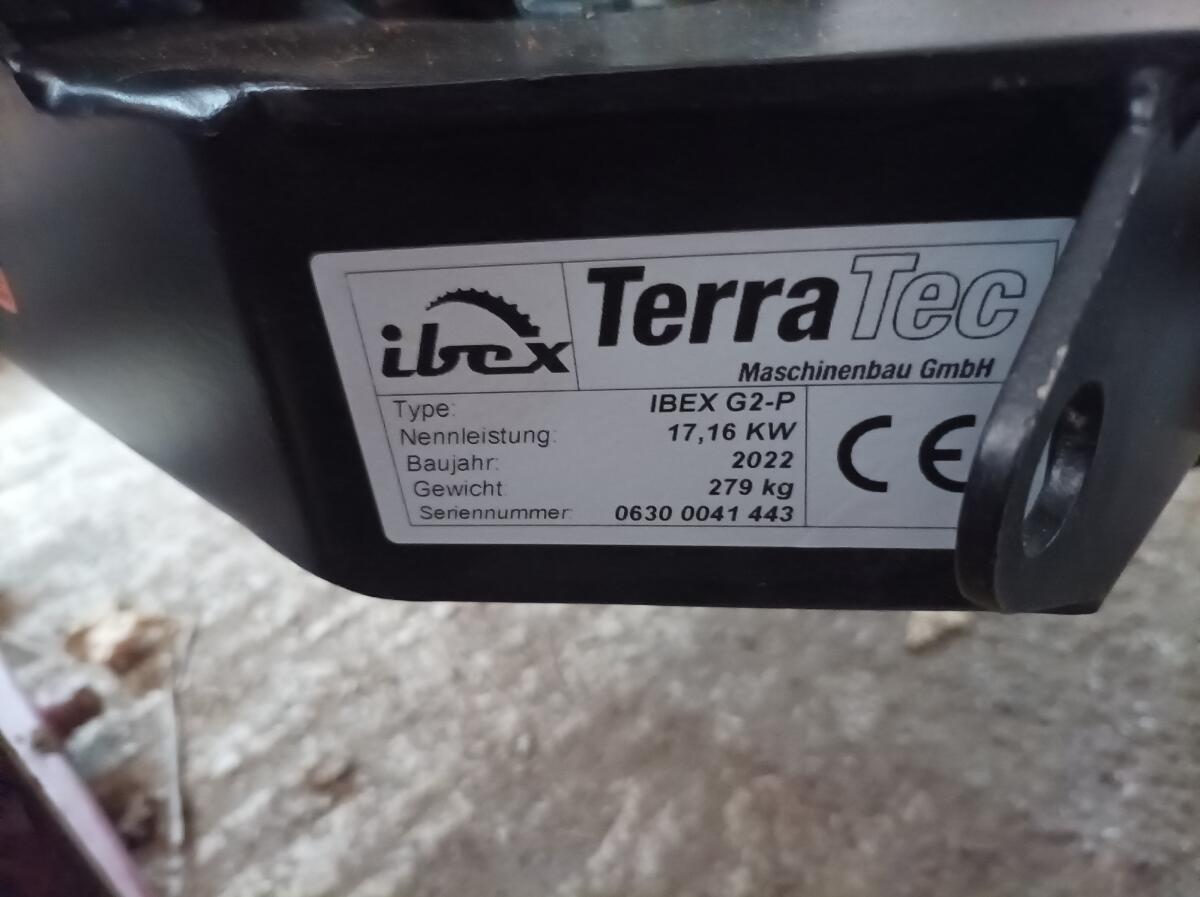 ibex
TerraTec
Maschinenbau GmbH
Type: IBEX G2-P
Nennleistung: 17,16 KW
Baujahr: 2022
Gewicht: 279 kg
Seriennummer: 0630 0041 443
CE